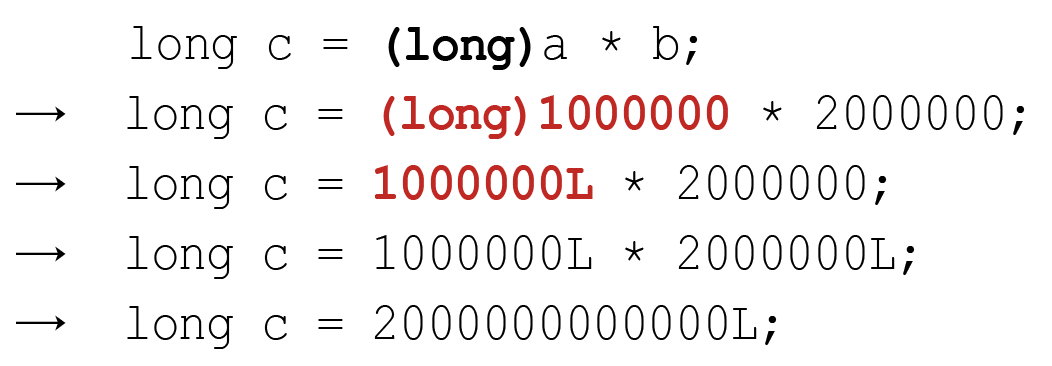 long c = (long)a * b;
→ long c = (long)1000000 * 2000000;
→ long c = 1000000L * 2000000;
→ long c = 1000000L * 2000000L;
→ long c = 2000000000000L;